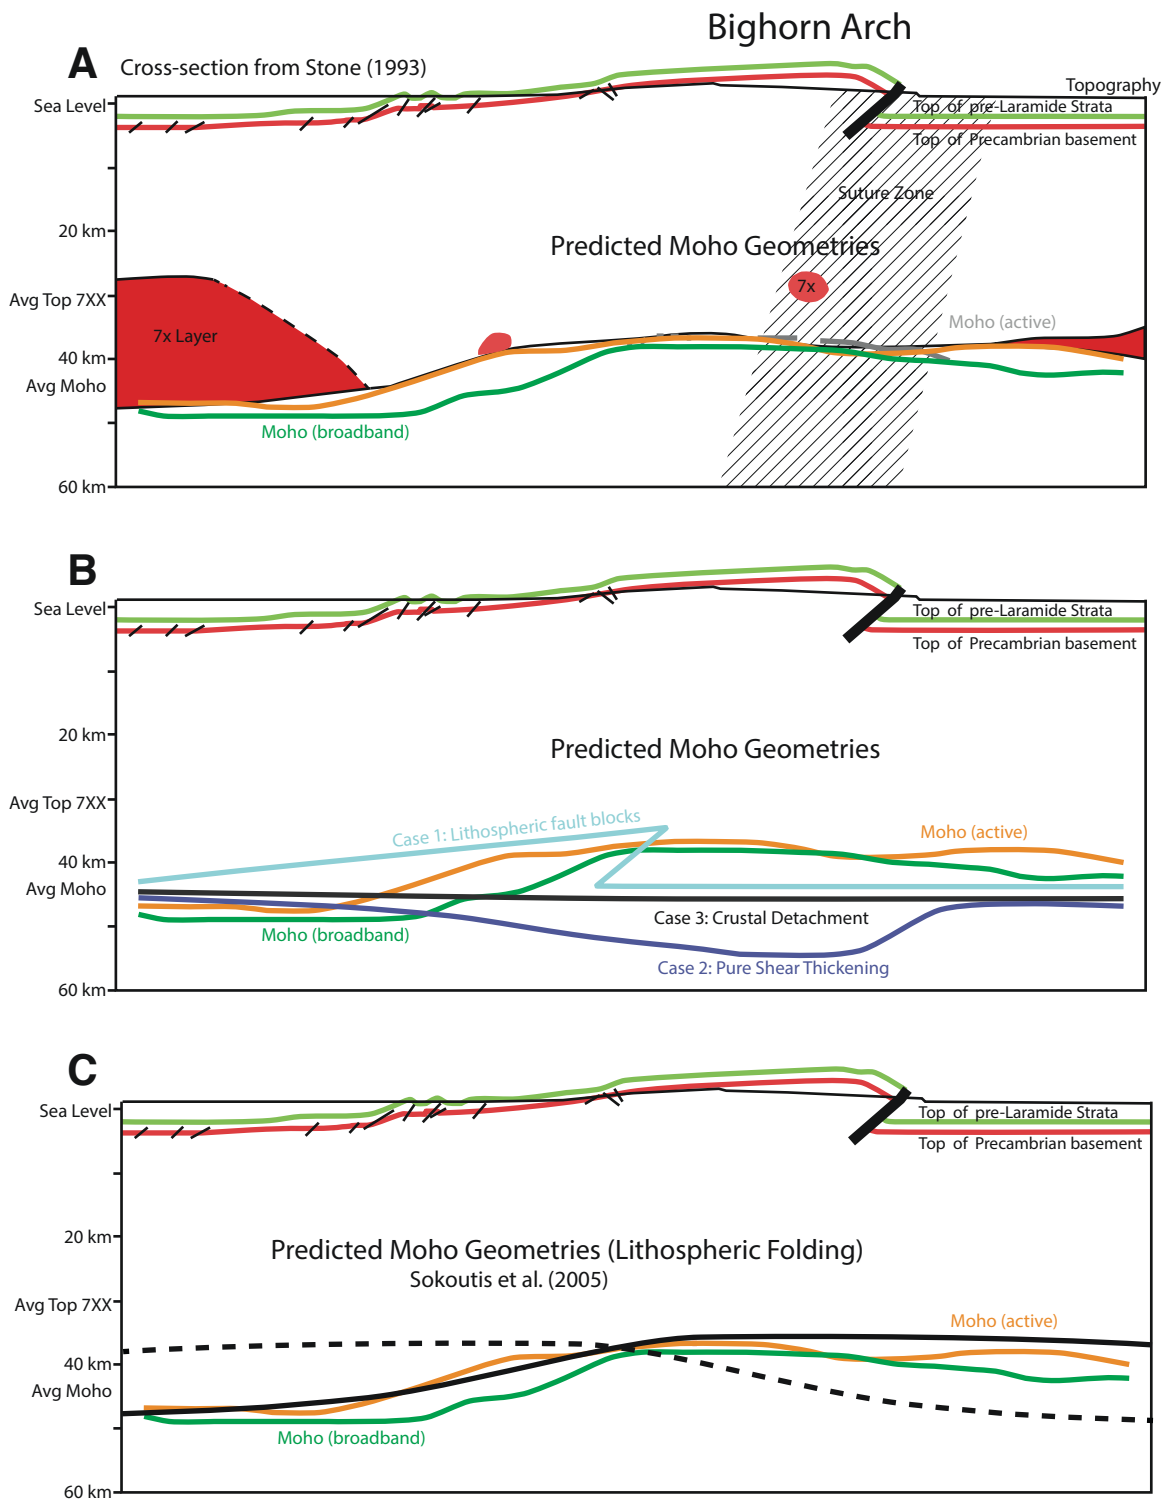 Bighorn Arch
A
Cross-section from Stone (1993)
Topography
Sea Level
Top of pre-Laramide Strata
Top of Precambrian basement
Suture Zone
20 km
Predicted Moho Geometries
7x
Avg Top 7XX
Moho (active)
7x Layer
40 km
Avg Moho
Moho (broadband)
60 km
B
Sea Level
Top of pre-Laramide Strata
Top of Precambrian basement
20 km
Predicted Moho Geometries
Avg Top 7XX
Case 1: Lithospheric fault blocks
Moho (active)
40 km
Avg Moho
Case 3: Crustal Detachment
Moho (broadband)
Case 2: Pure Shear Thickening
60 km
C
Sea Level
Top of pre-Laramide Strata
Top of Precambrian basement
20 km
Predicted Moho Geometries (Lithospheric Folding)
Sokoutis et al. (2005)
Avg Top 7XX
Moho (active)
40 km
Avg Moho
Moho (broadband)
60 km